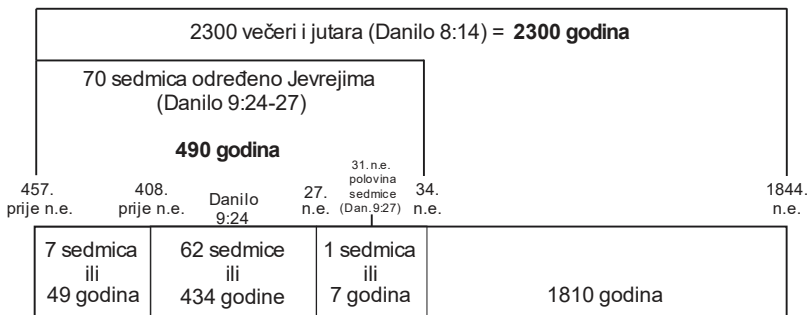 2300 večeri i jutara (Danilo 8:14) = 2300 godina
70 sedmica određeno Jevrejima
(Danilo 9:24-27)
490 godina
457.
prije n.e.
408.
prije n.e.
Danilo
9:24
27.
n.e.
31. n.e.
polovina
sedmice
(Dan. 9:27)
34.
n.e.
1844.
n.e.
7 sedmica
ili
49 godina
62 sedmice
ili
434 godine
1 sedmica
ili
7 godina
1810 godina